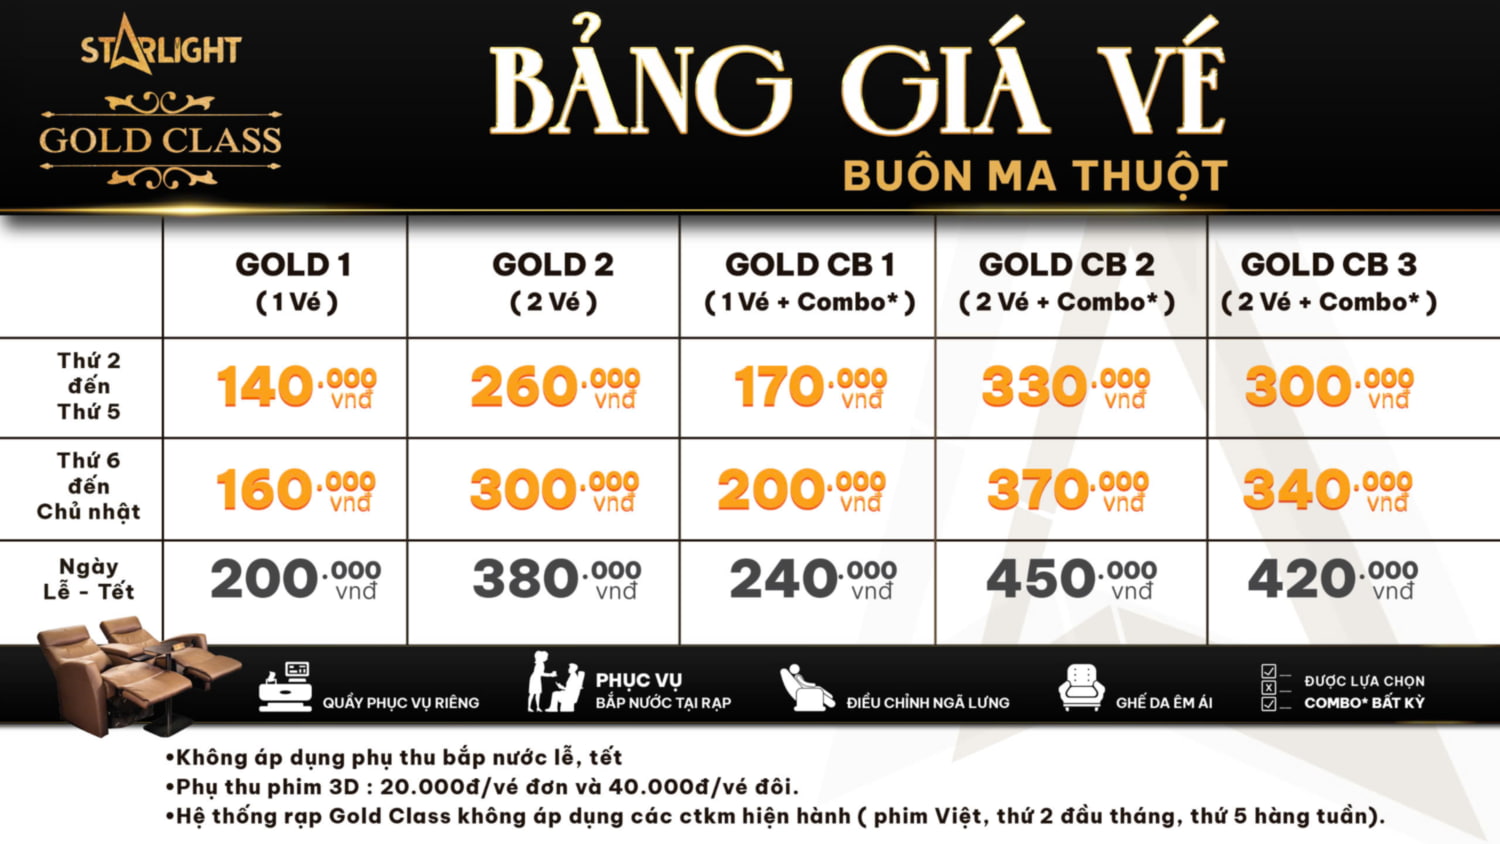 STARLIGHT
GOLD CLASS
BẢNG GIÁ VÉ
BUÔN MA THUỘT
GOLD 1
( 1 Vé )
GOLD 2
( 2 Vé )
GOLD CB 1
( 1 Vé + Combo* )
GOLD CB 2
( 2 Vé + Combo* )
GOLD CB 3
( 2 Vé + Combo* )
Thứ 2
đến
Thứ 5
140.000 vnđ
260.000 vnđ
170.000 vnđ
330.000 vnđ
300.000 vnđ
Thứ 6
đến
Chủ nhật
160.000 vnđ
300.000 vnđ
200.000 vnđ
370.000 vnđ
340.000 vnđ
Ngày
Lễ - Tết
200.000 vnđ
380.000 vnđ
240.000 vnđ
450.000 vnđ
420.000 vnđ
QUẦY PHỤC VỤ RIÊNG
PHỤC VỤ
BẮP NƯỚC TẠI RẠP
ĐIỀU CHỈNH NGÃ LƯNG
GHẾ DA ÊM ÁI
ĐƯỢC LỰA CHỌN
COMBO* BẤT KỲ
•Không áp dụng phụ thu bắp nước lễ, tết
•Phụ thu phim 3D : 20.000đ/vé đơn và 40.000đ/vé đôi.
•Hệ thống rạp Gold Class không áp dụng các ctkm hiện hành ( phim Việt, thứ 2 đầu tháng, thứ 5 hàng tuần).